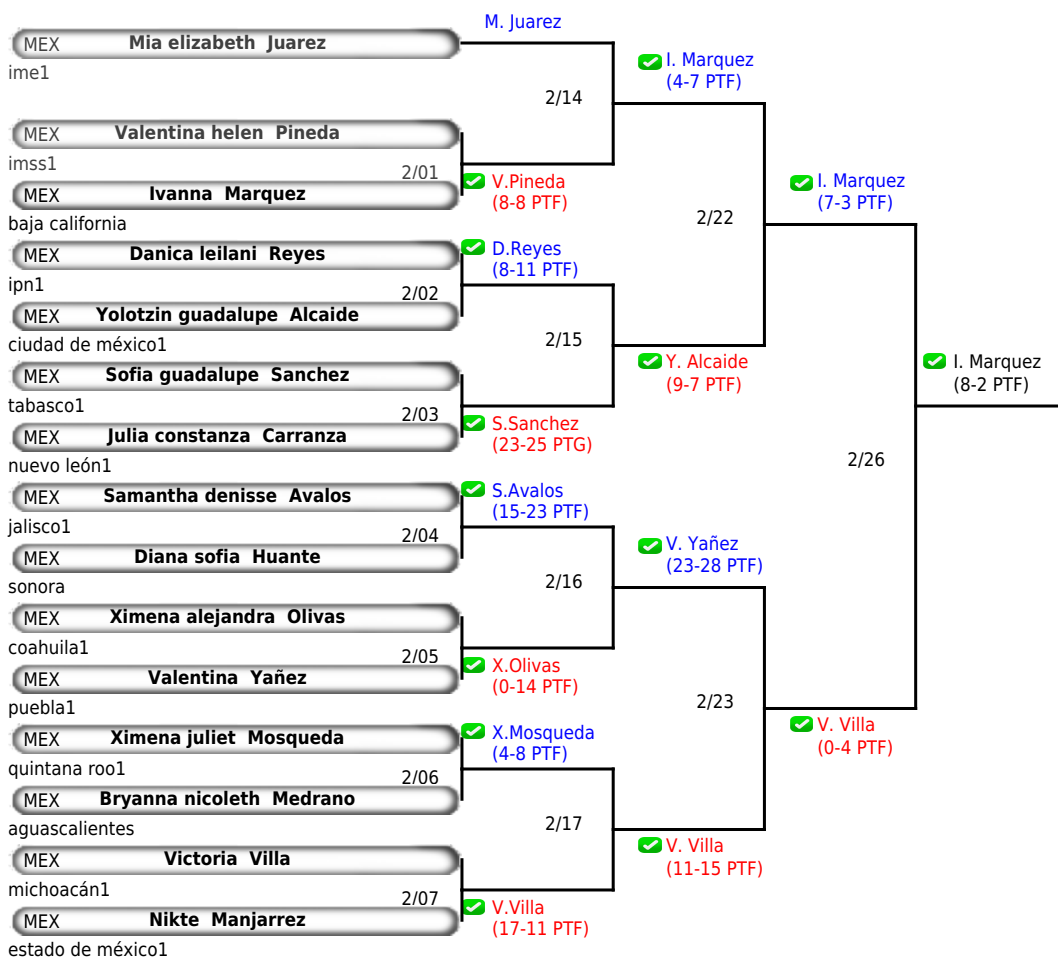 M. Juarez
MEX Mia elizabeth Juarez
ime1
I. Marquez
(4-7 PTF)
2/14
MEX Valentina helen Pineda
imss1
2/01
V.Pineda
(8-8 PTF)
MEX Ivanna Marquez
baja california
I. Marquez
(7-3 PTF)
2/22
MEX Danica leilani Reyes
ipn1
D.Reyes
(8-11 PTF)
2/02
MEX Yolotzin guadalupe Alcaide
ciudad de méxico1
2/15
Y. Alcaide
(9-7 PTF)
MEX Sofia guadalupe Sanchez
tabasco1
2/03
S.Sanchez
(23-25 PTG)
MEX Julia constanza Carranza
nuevo león1
I. Marquez
(8-2 PTF)
2/26
MEX Samantha denisse Avalos
jalisco1
S.Avalos
(15-23 PTF)
2/04
MEX Diana sofia Huante
sonora
V. Yañez
(23-28 PTF)
2/16
MEX Ximena alejandra Olivas
coahuila1
2/05
X.Olivas
(0-14 PTF)
MEX Valentina Yañez
puebla1
2/23
V. Villa
(0-4 PTF)
MEX Ximena juliet Mosqueda
quintana roo1
X.Mosqueda
(4-8 PTF)
2/06
MEX Bryanna nicoleth Medrano
aguascalientes
2/17
V. Villa
(11-15 PTF)
MEX Victoria Villa
michoacán1
2/07
V.Villa
(17-11 PTF)
MEX Nikte Manjarrez
estado de méxico1